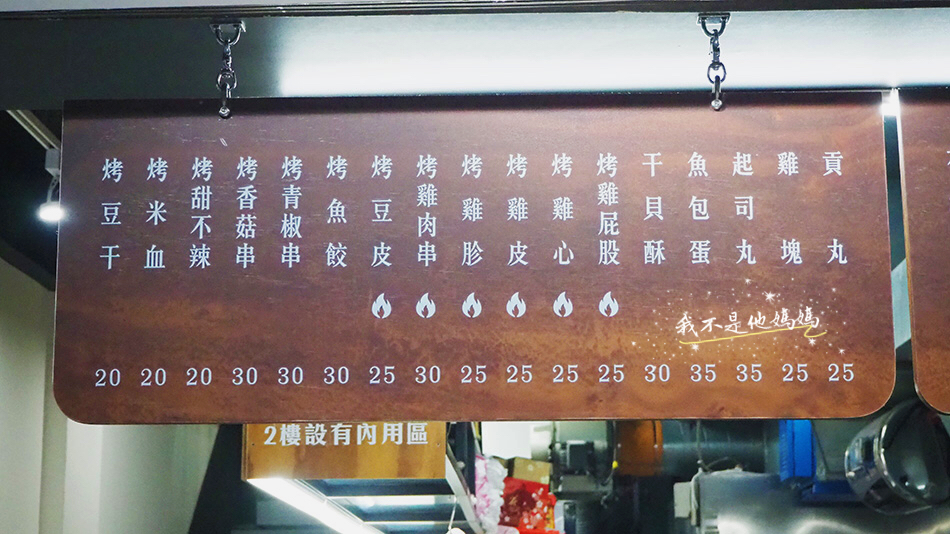 貢丸 25
雞塊 25
起司丸 35
魚包蛋 35
干貝酥 30
烤雞屁股 25
烤雞心 25
烤雞皮 25
烤雞胗 25
烤雞肉串 30
烤豆皮 25
烤魚餃 30
烤青椒串 30
烤香菇串 30
烤甜不辣 20
烤米血 20
烤豆干 20
我不是他媽媽
2樓設有內用區